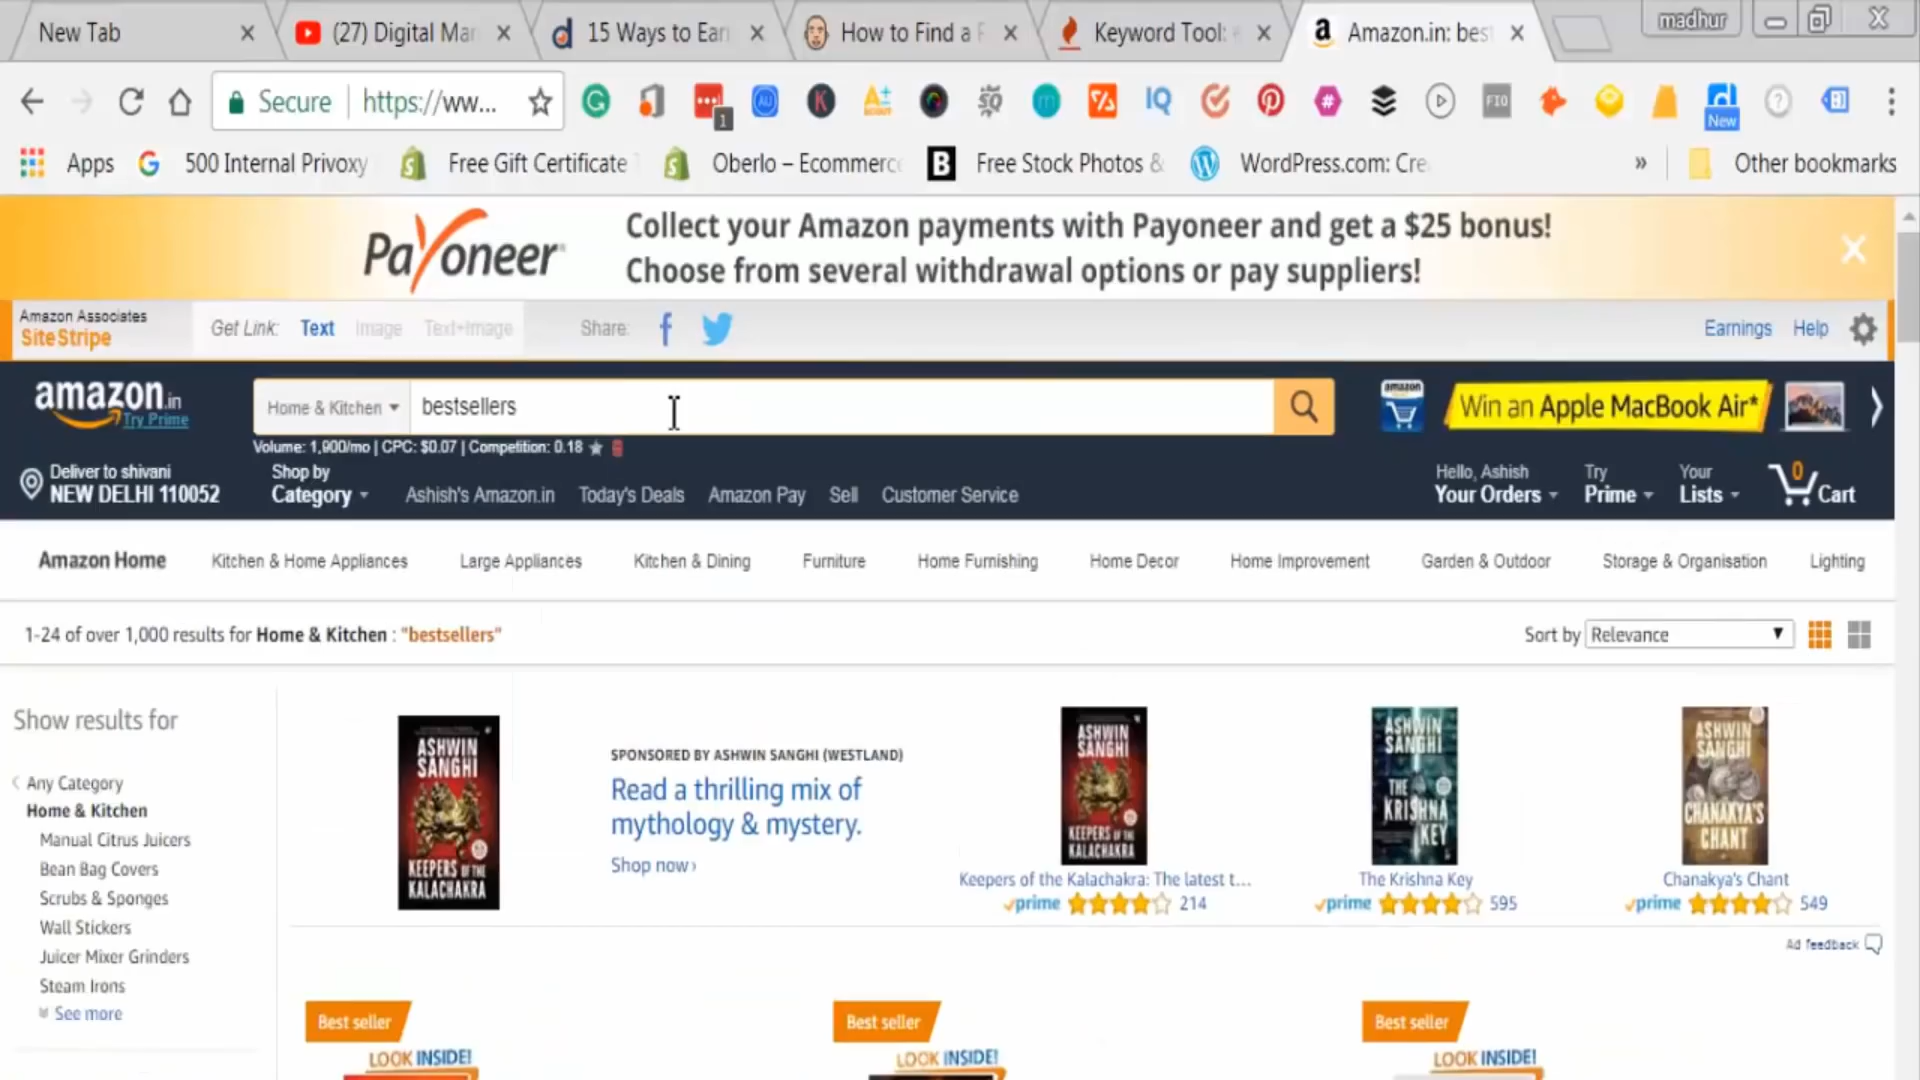 New Tab
(27) Digital Mar
15 Ways to Earn
How to Find a P
Keyword Tool:
Amazon.in: best
madhur
Secure
https://ww...
1
New
FIO
Apps
500 Internal Privoxy
Free Gift Certificate
Oberlo – Ecommerce
Free Stock Photos &
WordPress.com: Cre
»
Other bookmarks
Payoneer
Collect your Amazon payments with Payoneer and get a $25 bonus!
Choose from several withdrawal options or pay suppliers!
Amazon Associates
SiteStripe
Get Link: Text Image Text+Image
Share:
Earnings
Help
amazon.in
Try Prime
Home & Kitchen
bestsellers
amazon
Win an Apple MacBook Air*
Volume: 1,900/mo | CPC: $0.07 | Competition: 0.18
Deliver to shivani
NEW DELHI 110052
Shop by
Category
Ashish's Amazon.in
Today's Deals
Amazon Pay
Sell
Customer Service
Hello, Ashish
Your Orders
Try
Prime
Your
Lists
0
Cart
Amazon Home
Kitchen & Home Appliances
Large Appliances
Kitchen & Dining
Furniture
Home Furnishing
Home Decor
Home Improvement
Garden & Outdoor
Storage & Organisation
Lighting
1-24 of over 1,000 results for Home & Kitchen : "bestsellers"
Sort by
Relevance
Show results for
Any Category
Home & Kitchen
Manual Citrus Juicers
Bean Bag Covers
Scrubs & Sponges
Wall Stickers
Juicer Mixer Grinders
Steam Irons
See more
ASHWIN
SANGHI
KEEPERS OF THE
KALACHAKRA
SPONSORED BY ASHWIN SANGHI (WESTLAND)
Read a thrilling mix of
mythology & mystery.
Shop now ›
ASHWIN
SANGHI
KEEPERS OF THE
KALACHAKRA
Keepers of the Kalachakra: The latest t...
prime
214
ASHWIN
SANGHI
THE
KRISHNA
KEY
The Krishna Key
prime
595
ASHWIN
SANGHI
CHANAKYA'S
CHANT
Chanakya's Chant
prime
549
Ad feedback
Best seller
LOOK INSIDE!
Best seller
LOOK INSIDE!
Best seller
LOOK INSIDE!